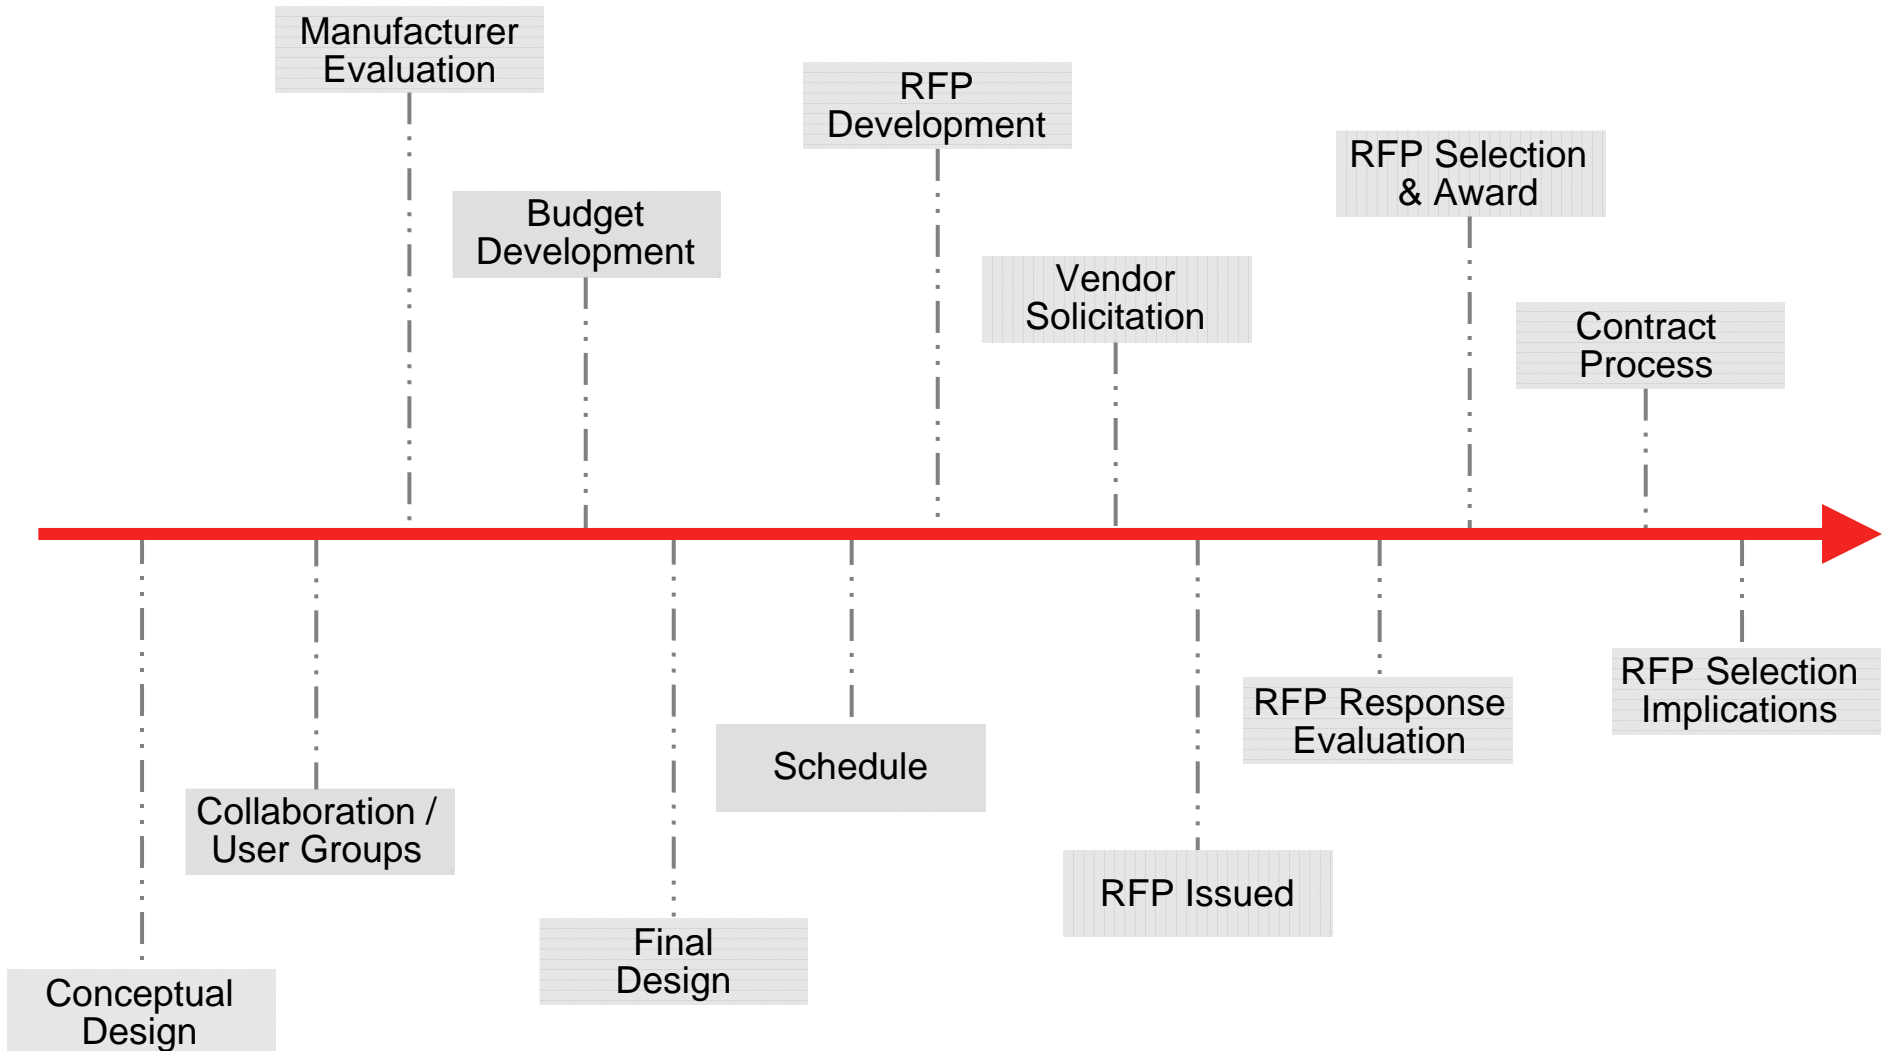 Manufacturer
Evaluation
RFP
Development
RFP Selection
& Award
Budget
Development
Vendor
Solicitation
Contract
Process
RFP Selection
Implications
RFP Response
Evaluation
Schedule
Collaboration /
User Groups
RFP Issued
Final
Design
Conceptual
Design